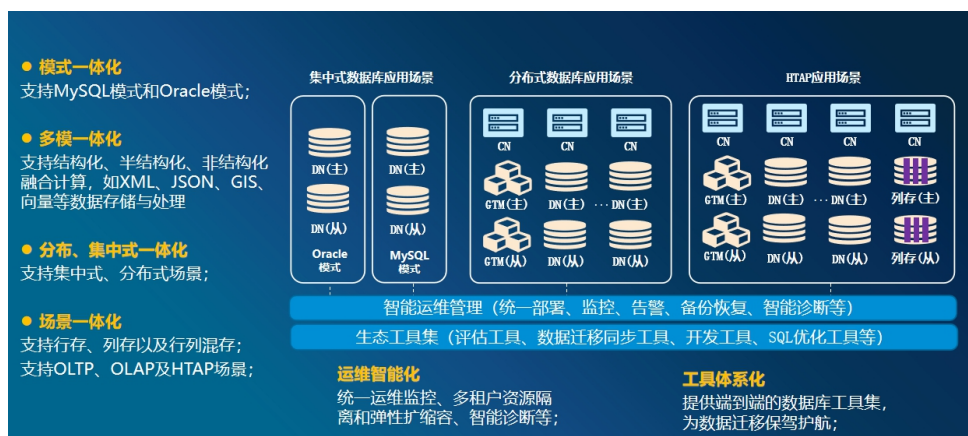 模式一体化
支持MySQL模式和Oracle模式;
多模一体化
支持结构化、半结构化、非结构化
融合计算，如XML、JSON、GIS、
向量等数据存储与处理
分布、集中式一体化
支持集中式、分布式场景;
场景一体化
支持行存、列存以及行列混存;
支持OLTP、OLAP及HTAP场景;
集中式数据库应用场景
DN(主)
DN(主)
DN(从)
DN(从)
Oracle
模式
MySQL
模式
分布式数据库应用场景
CN
CN
CN
GTM(主)
DN(主)
...
DN(主)
GTM(从)
DN(从)
DN(从)
HTAP应用场景
CN
CN
CN
CN
GTM(主)
DN(主)
...
DN(主)
列存(主)
GTM(从)
DN(从)
DN(从)
列存(从)
智能运维管理（统一部署、监控、告警、备份恢复、智能诊断等）
生态工具集（评估工具、数据迁移同步工具、开发工具、SQL优化工具等）
运维智能化
统一运维监控、多租户资源隔
离和弹性扩缩容、智能诊断等;
工具体系化
提供端到端的数据库工具集,
为数据迁移保驾护航;